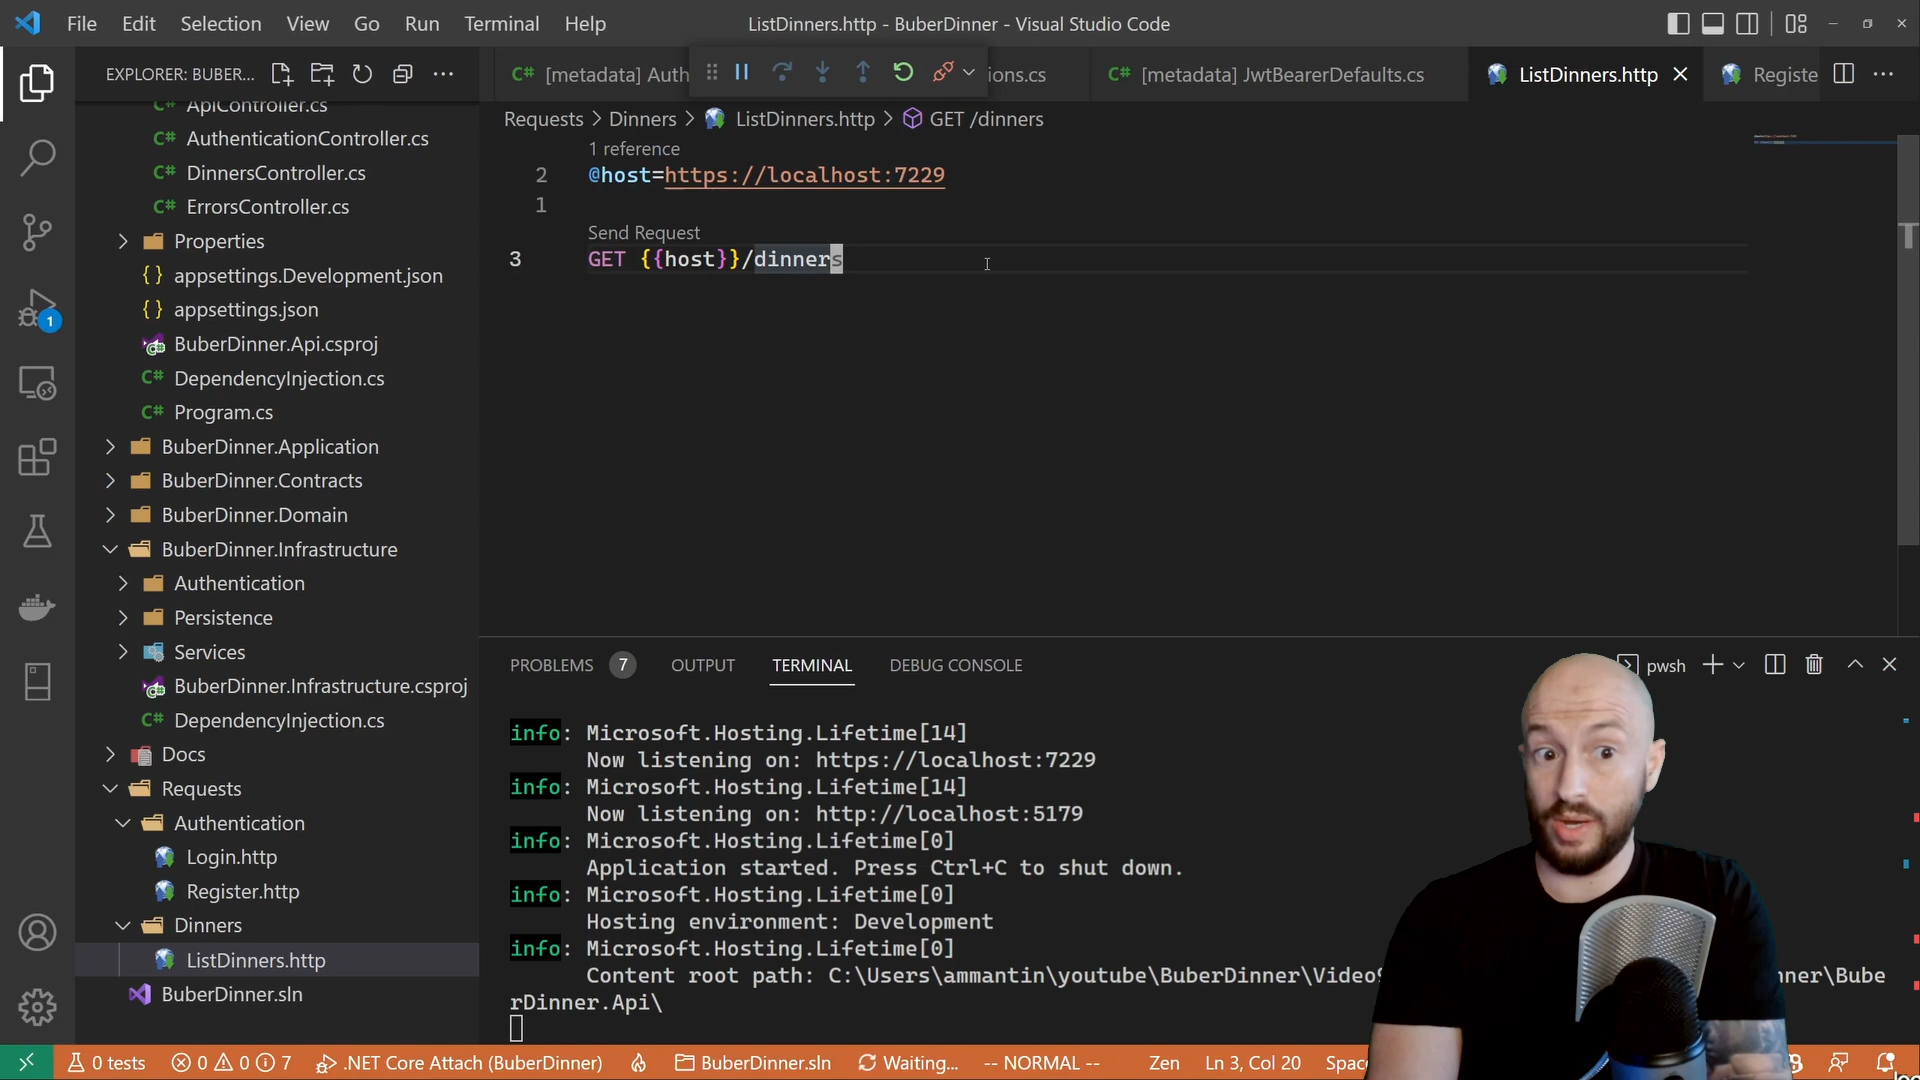 File Edit Selection View Go Run Terminal Help
ListDinners.http - BuberDinner - Visual Studio Code
EXPLORER: BUBER...
[metadata] Auth
ions.cs
[metadata] JwtBearerDefaults.cs
ListDinners.http
Registe
Requests > Dinners > ListDinners.http > GET /dinners
ApiController.cs
AuthenticationController.cs
DinnersController.cs
ErrorsController.cs
Properties
appsettings.Development.json
appsettings.json
BuberDinner.Api.csproj
DependencyInjection.cs
Program.cs
BuberDinner.Application
BuberDinner.Contracts
BuberDinner.Domain
BuberDinner.Infrastructure
Authentication
Persistence
Services
BuberDinner.Infrastructure.csproj
DependencyInjection.cs
Docs
Requests
Authentication
Login.http
Register.http
Dinners
ListDinners.http
BuberDinner.sln
1
1 reference
2 @host=https://localhost:7229
1
Send Request
3 GET {{host}}/dinners
PROBLEMS 7 OUTPUT TERMINAL DEBUG CONSOLE
pwsh
info: Microsoft.Hosting.Lifetime[14]
Now listening on: https://localhost:7229
info: Microsoft.Hosting.Lifetime[14]
Now listening on: http://localhost:5179
info: Microsoft.Hosting.Lifetime[0]
Application started. Press Ctrl+C to shut down.
info: Microsoft.Hosting.Lifetime[0]
Hosting environment: Development
info: Microsoft.Hosting.Lifetime[0]
Content root path: C:\Users\ammantin\youtube\BuberDinner\Video nner\Bube
rDinner.Api\
0 tests 0 0 7 .NET Core Attach (BuberDinner) BuberDinner.sln Waiting... -- NORMAL -- Zen Ln 3, Col 20 Spac